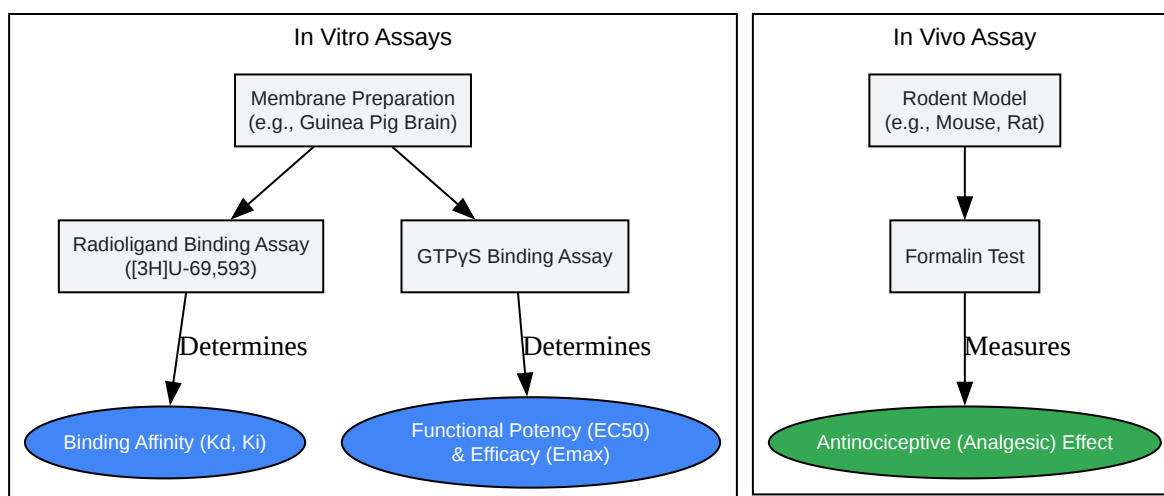 In Vitro Assays
Membrane Preparation
(e.g., Guinea Pig Brain)
Radioligand Binding Assay
([3H]U-69,593)
GTPγS Binding Assay
Determines
Determines
Binding Affinity (Kd, Ki)
Functional Potency (EC50)
& Efficacy (Emax)
In Vivo Assay
Rodent Model
(e.g., Mouse, Rat)
Formalin Test
Measures
Antinociceptive (Analgesic) Effect